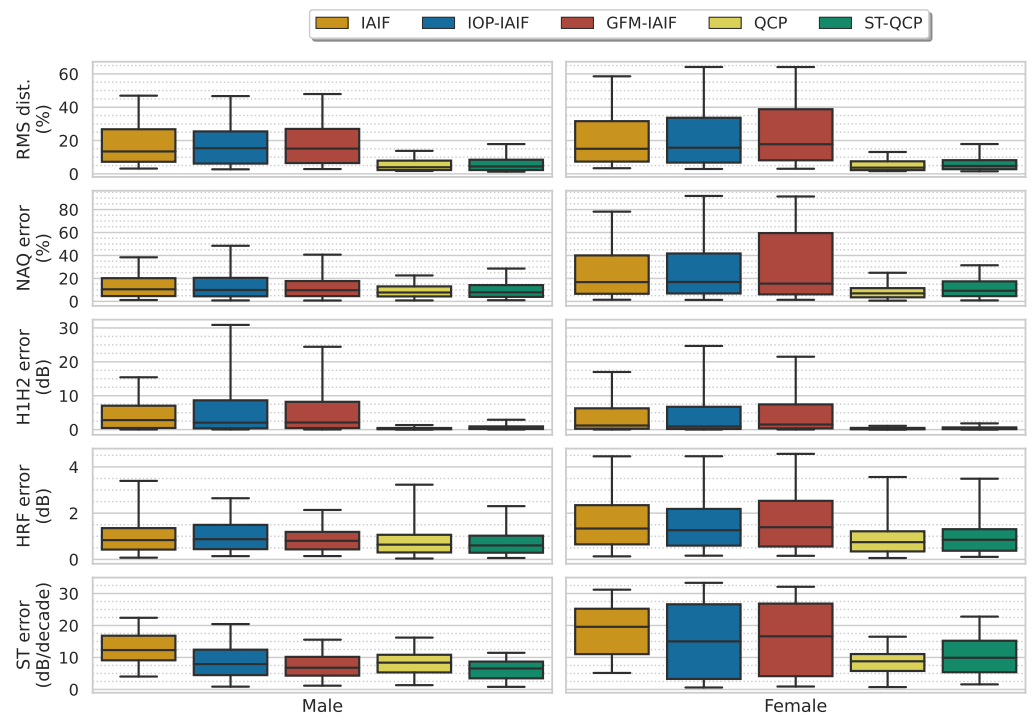 IAIF IOP-IAIF GFM-IAIF QCP ST-QCP
RMS dist.
(%)
60
40
20
0
NAQ error
(%)
80
60
40
20
0
H1H2 error
(dB)
30
20
10
0
HRF error
(dB)
4
2
0
ST error
(dB/decade)
30
20
10
0
Male Female